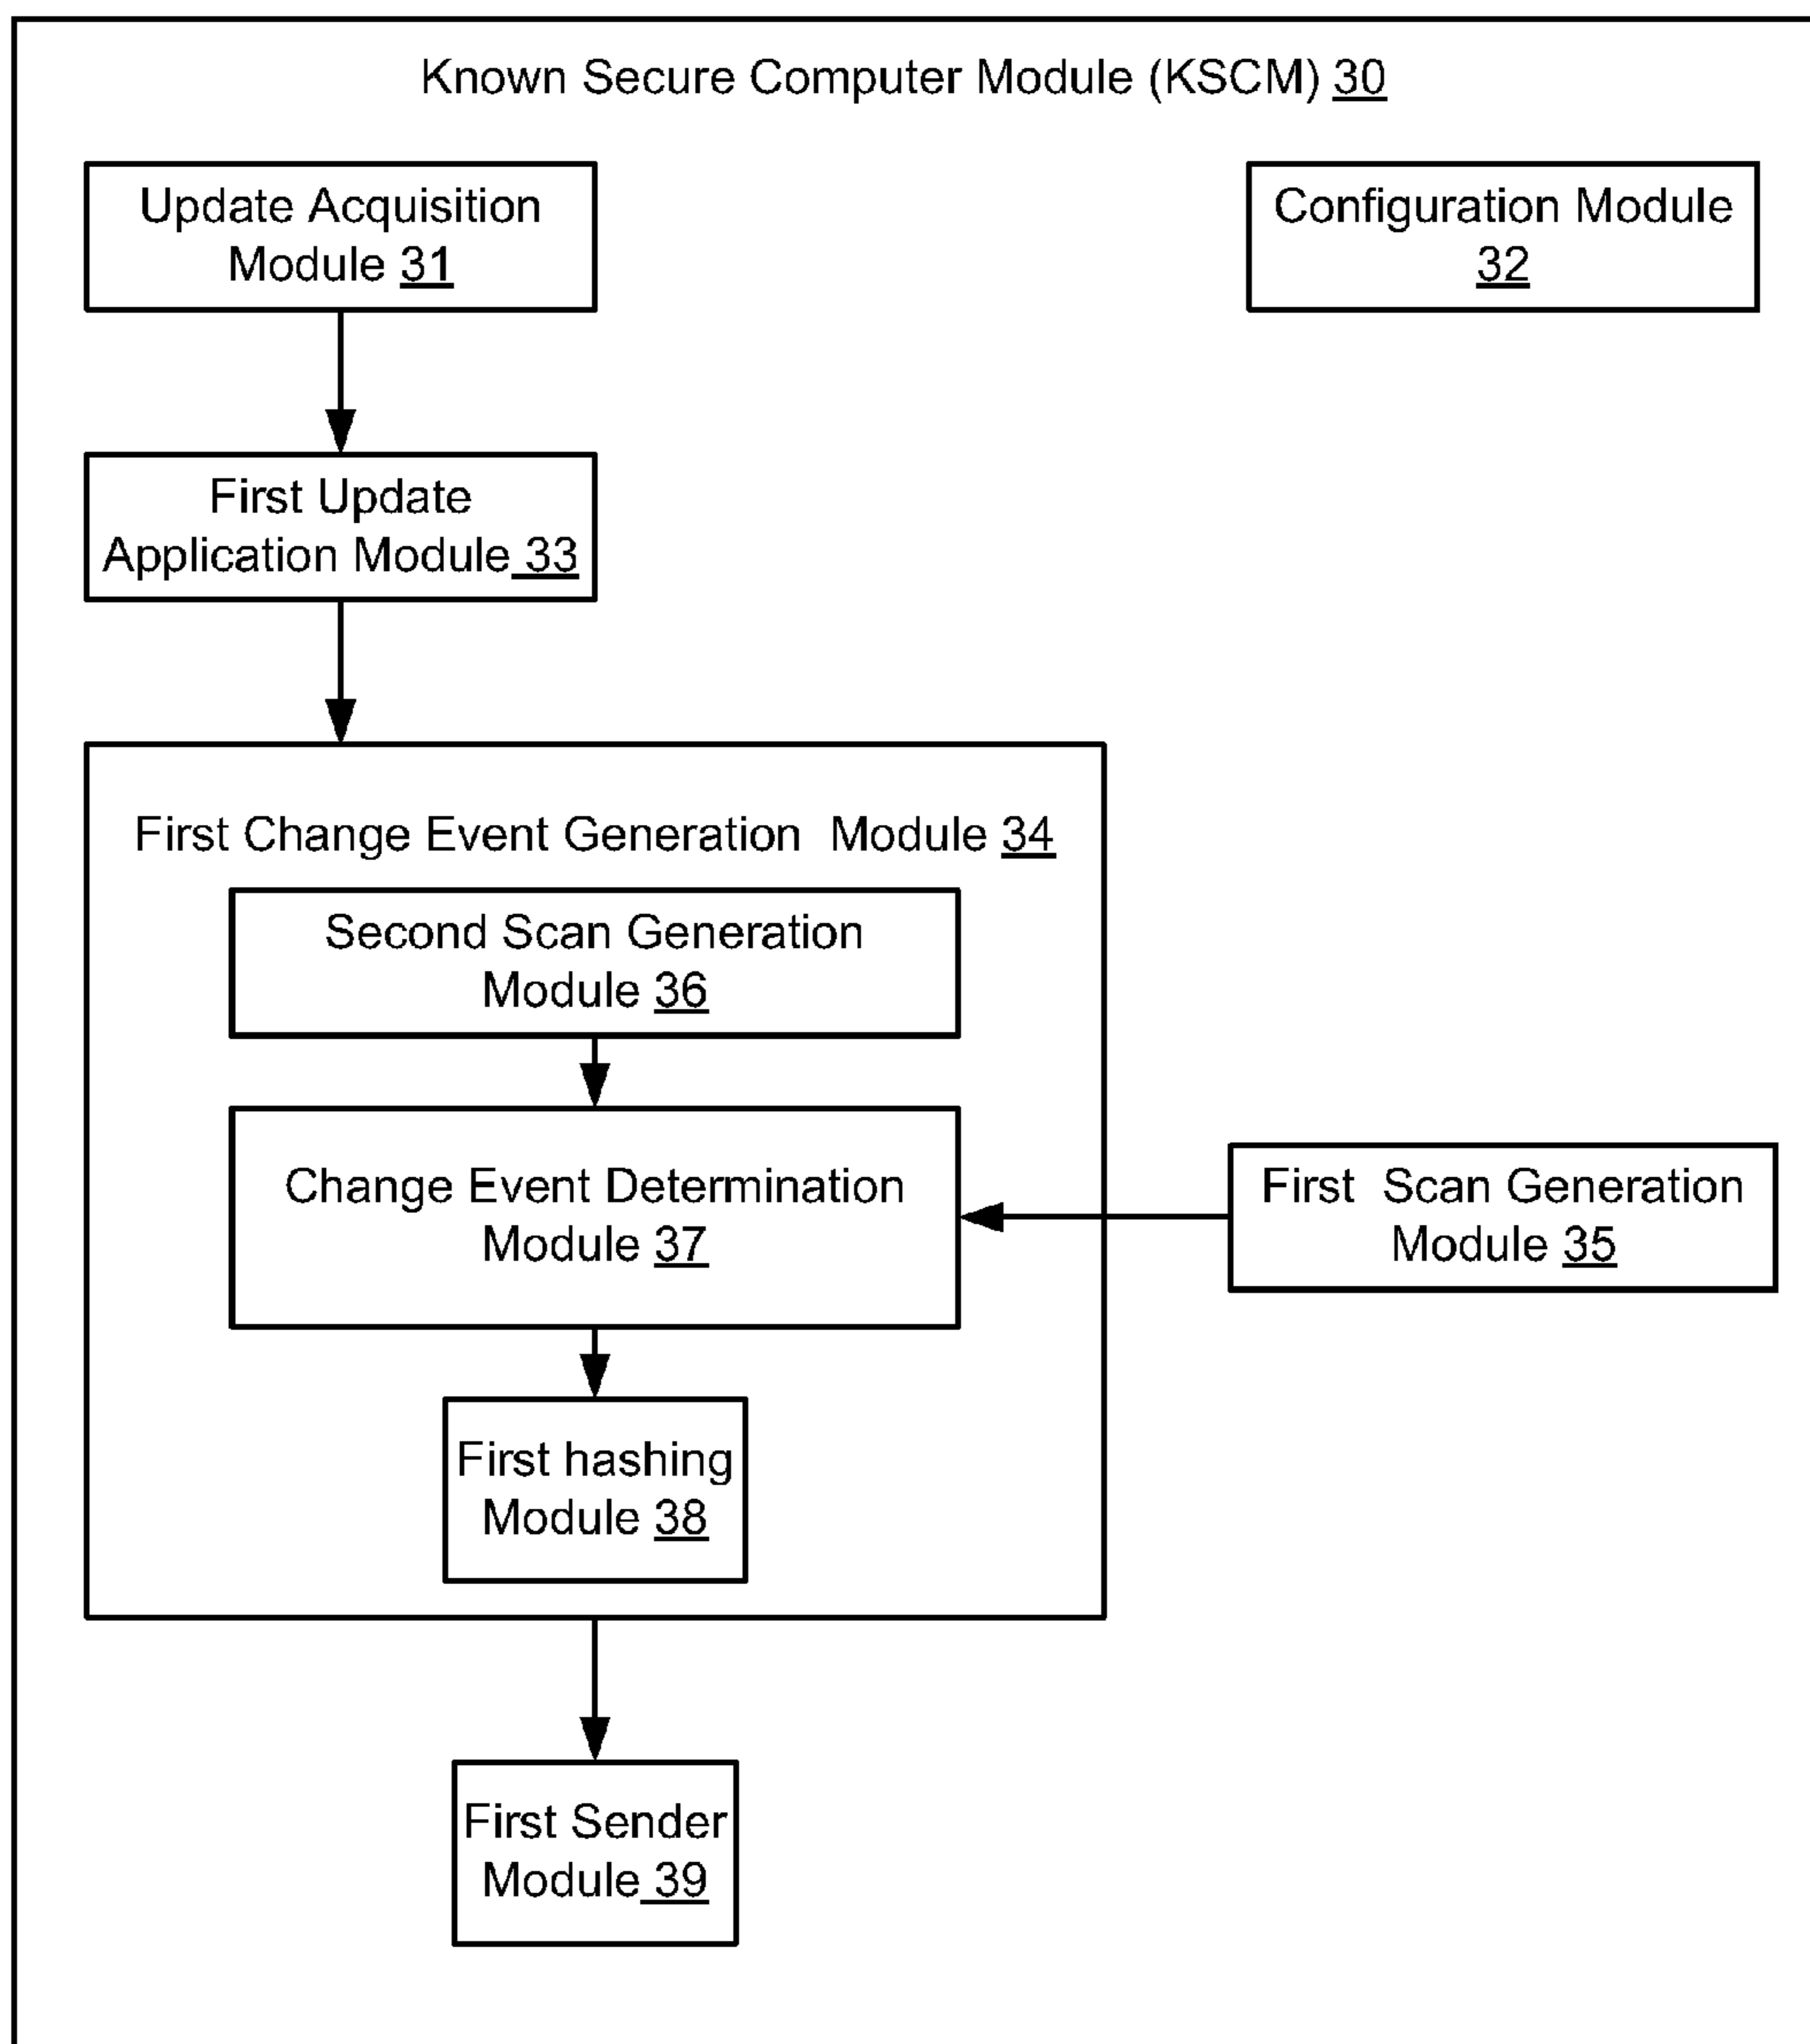 Known Secure Computer Module (KSCM) 30
Update Acquisition
Module 31
Configuration Module
32
First Update
Application Module 33
First Change Event Generation Module 34
Second Scan Generation
Module 36
Change Event Determination
Module 37
First Scan Generation
Module 35
First hashing
Module 38
First Sender
Module 39